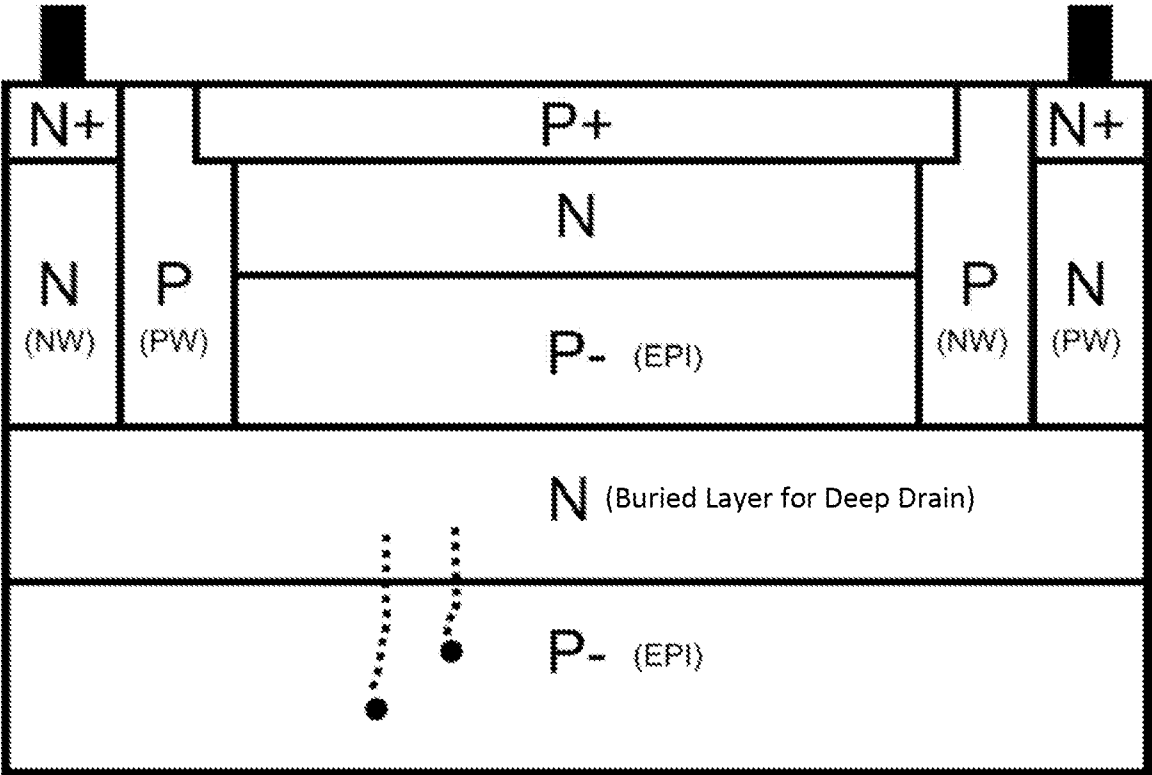 N+ P+ N+
N
N P P N
(NW) (PW) (NW) (PW)
P- (EPI)
N (Buried Layer for Deep Drain)
P- (EPI)